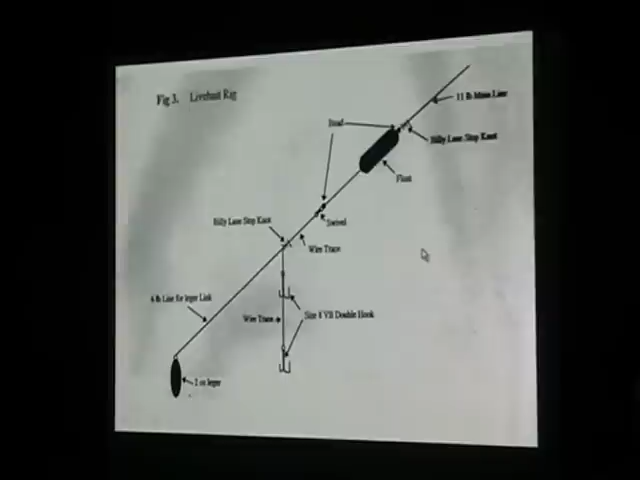 Fig 3. Livebait Rig
11 lb Main Line
Bead
Billy Lane Stop Knot
Float
Billy Lane Stop Knot
Swivel
Wire Trace
6 lb Line for leger Link
Wire Trace
Size 8 VB Double Hook
2 oz leger